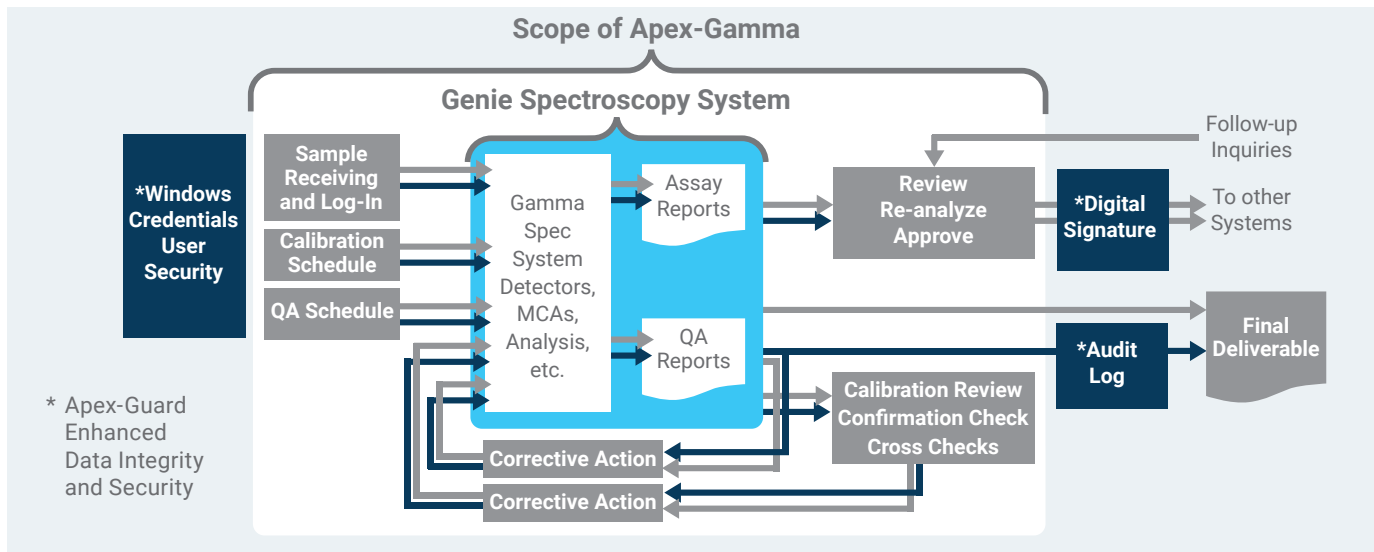 Scope of Apex-Gamma
Genie Spectroscopy System
*Windows
Credentials
User
Security
Sample
Receiving
and Log-In
Calibration
Schedule
QA Schedule
Gamma
Spec
System
Detectors,
MCAs,
Analysis,
etc.
Assay
Reports
QA
Reports
Review
Re-analyze
Approve
Follow-up
Inquiries
*Digital
Signature
To other
Systems
*Audit
Log
Final
Deliverable
Calibration Review
Confirmation Check
Cross Checks
Corrective Action
Corrective Action
* Apex-Guard
Enhanced
Data Integrity
and Security